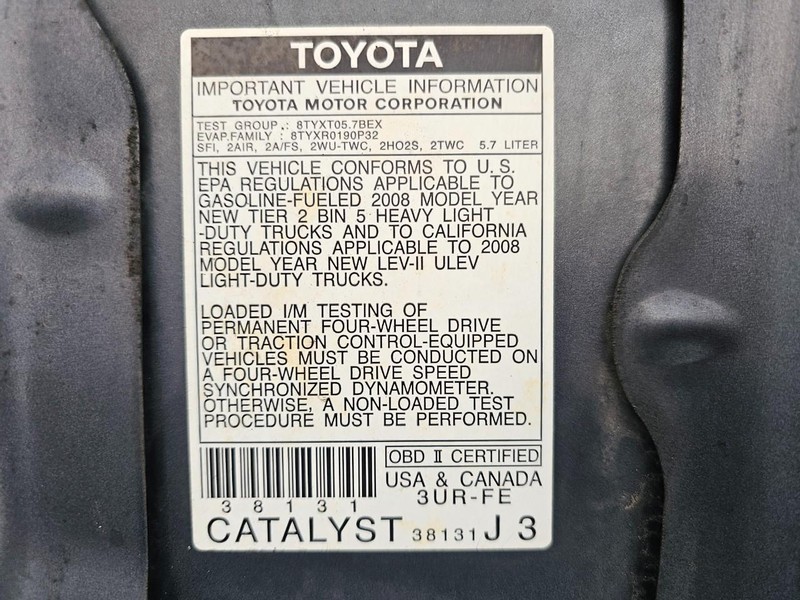 TOYOTA
IMPORTANT VEHICLE INFORMATION
TOYOTA MOTOR CORPORATION
TEST GROUP.: 8TYXT05.7BEX
EVAP.FAMILY : 8TYXR0190P32
SFI, 2AIR, 2A/FS, 2WU-TWC, 2HO2S, 2TWC 5.7 LITER
THIS VEHICLE CONFORMS TO U.S.
EPA REGULATIONS APPLICABLE TO
GASOLINE-FUELED 2008 MODEL YEAR
NEW TIER 2 BIN 5 HEAVY LIGHT
-DUTY TRUCKS AND TO CALIFORNIA
REGULATIONS APPLICABLE TO 2008
MODEL YEAR NEW LEV-II ULEV
LIGHT-DUTY TRUCKS.
LOADED I/M TESTING OF
PERMANENT FOUR-WHEEL DRIVE
OR TRACTION CONTROL-EQUIPPED
VEHICLES MUST BE CONDUCTED ON
A FOUR-WHEEL DRIVE SPEED
SYNCHRONIZED DYNAMOMETER.
OTHERWISE, A NON-LOADED TEST
PROCEDURE MUST BE PERFORMED.
OBD II CERTIFIED
USA & CANADA
3UR-FE
38131
CATALYST 38131 J 3